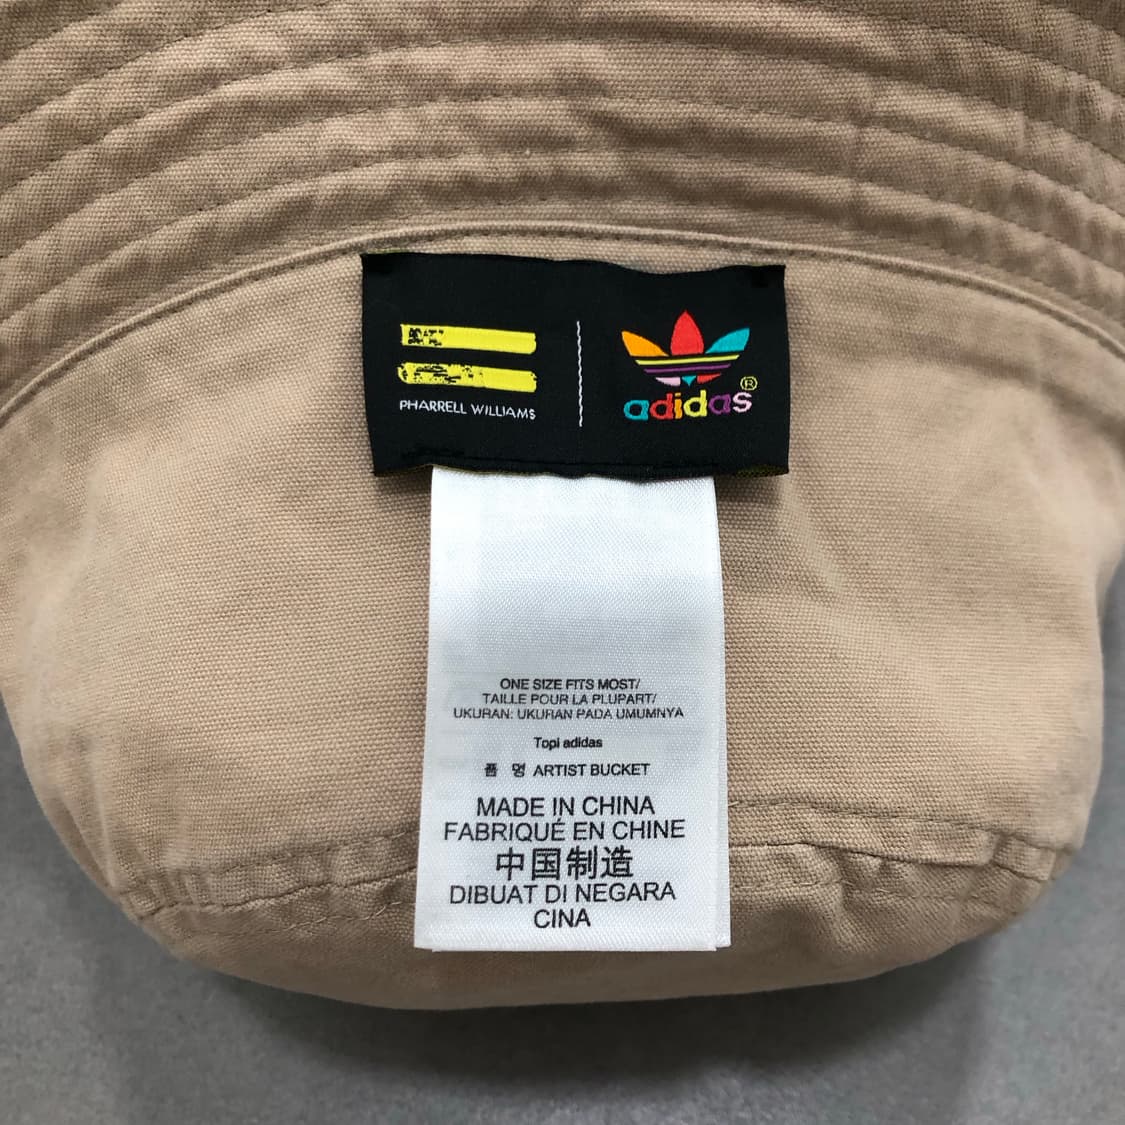 PHARRELL WILLIAMS
adidas®
ONE SIZE FITS MOST/
TAILLE POUR LA PLUPART/
UKURAN: UKURAN PADA UMUMNYA
Topi adidas
품 명 ARTIST BUCKET
MADE IN CHINA
FABRIQUÉ EN CHINE
中国制造
DIBUAT DI NEGARA
CINA